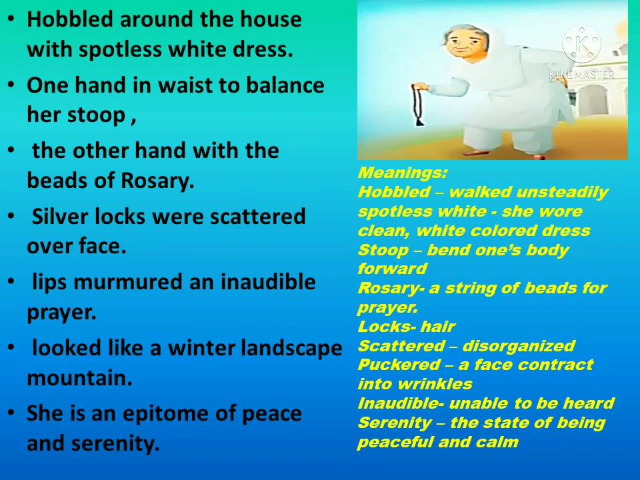 • Hobbled around the house
with spotless white dress.
• One hand in waist to balance
her stoop ,
• the other hand with the
beads of Rosary.
• Silver locks were scattered
over face.
• lips murmured an inaudible
prayer.
• looked like a winter landscape
mountain.
• She is an epitome of peace
and serenity.
K
KINEMASTER
Meanings:
Hobbled – walked unsteadily
spotless white - she wore
clean, white colored dress
Stoop – bend one's body
forward
Rosary- a string of beads for
prayer.
Locks- hair
Scattered – disorganized
Puckered – a face contract
into wrinkles
Inaudible- unable to be heard
Serenity – the state of being
peaceful and calm